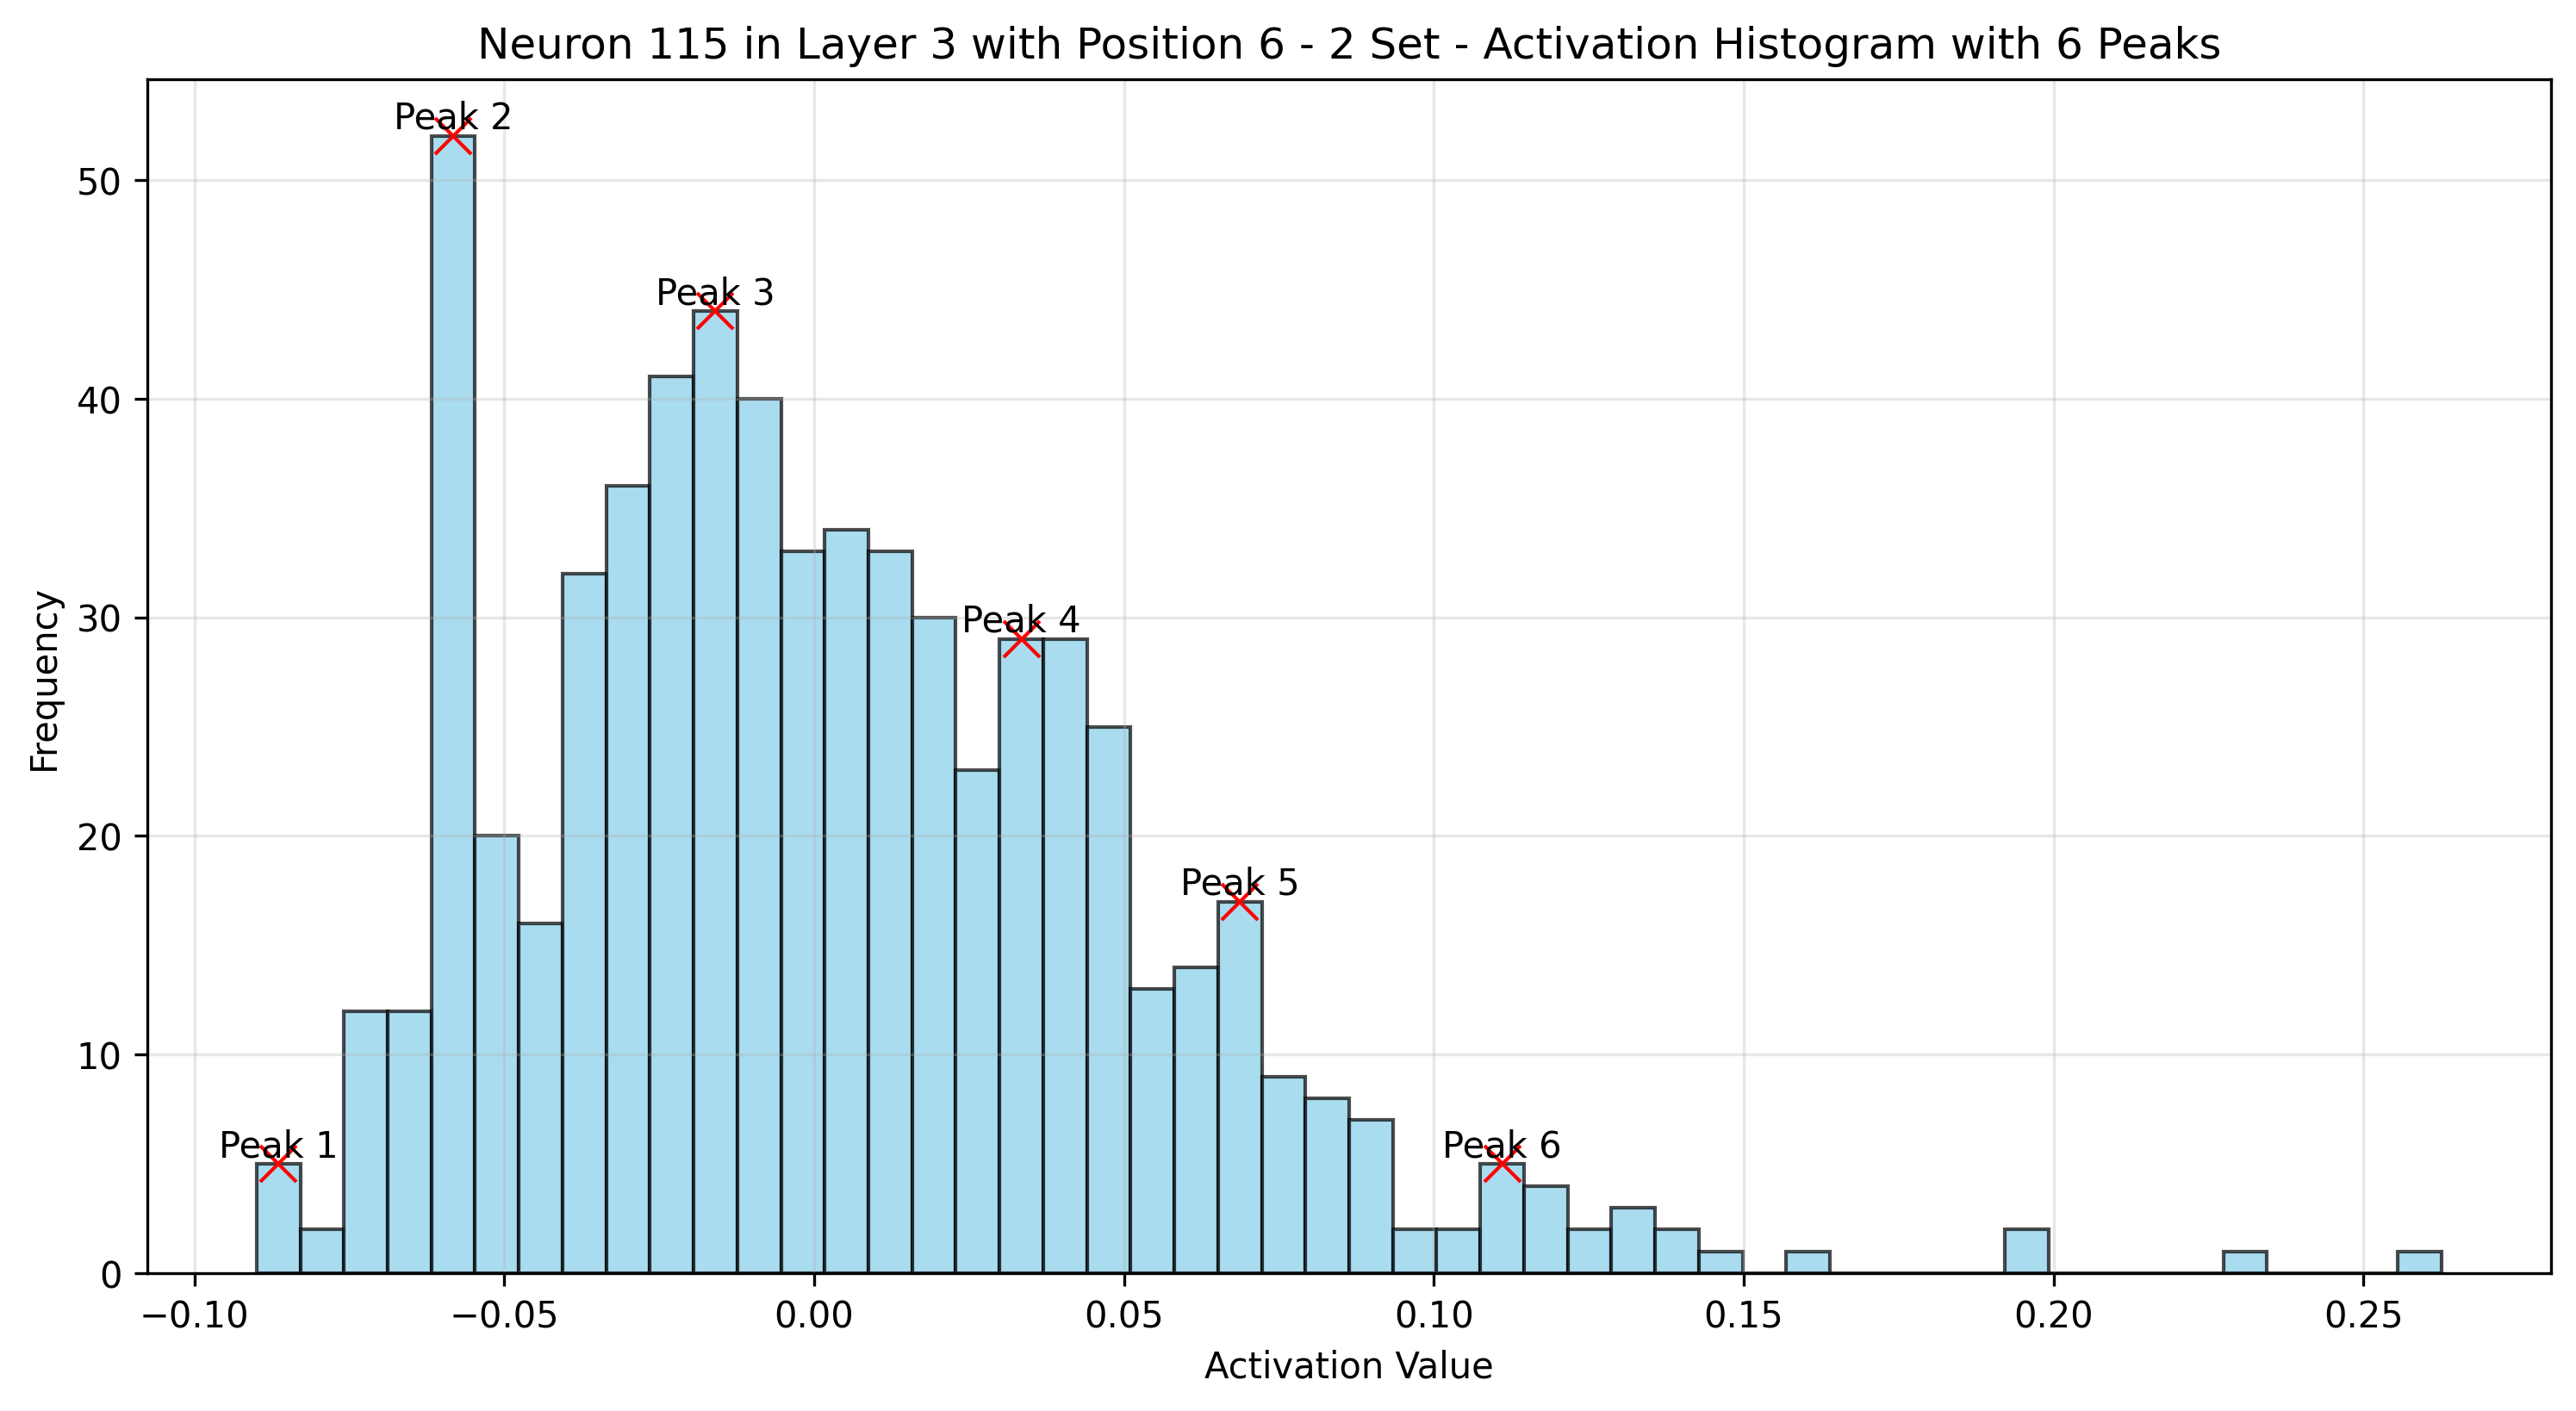 Neuron 115 in Layer 3 with Position 6 - 2 Set - Activation Histogram with 6 Peaks
Peak 2
Peak 3
Peak 4
Peak 5
Peak 1
Peak 6
Frequency
50
40
30
20
10
0
−0.10
−0.05
0.00
0.05
0.10
0.15
0.20
0.25
Activation Value